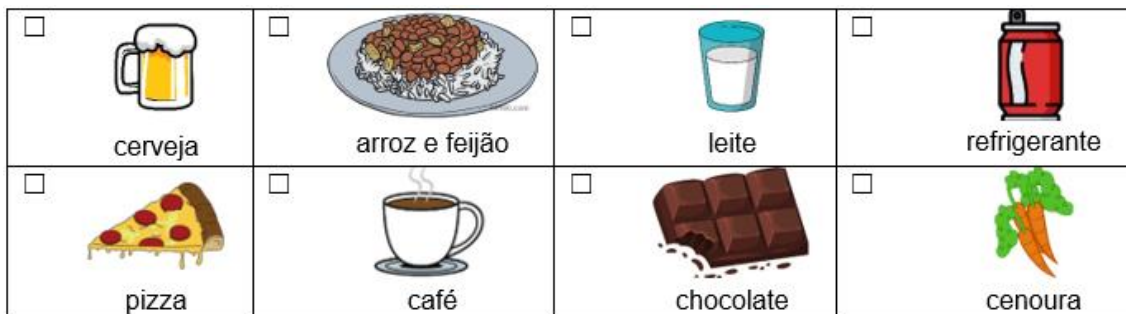 cerveja
arroz e feijão
leite
refrigerante
pizza
café
chocolate
cenoura